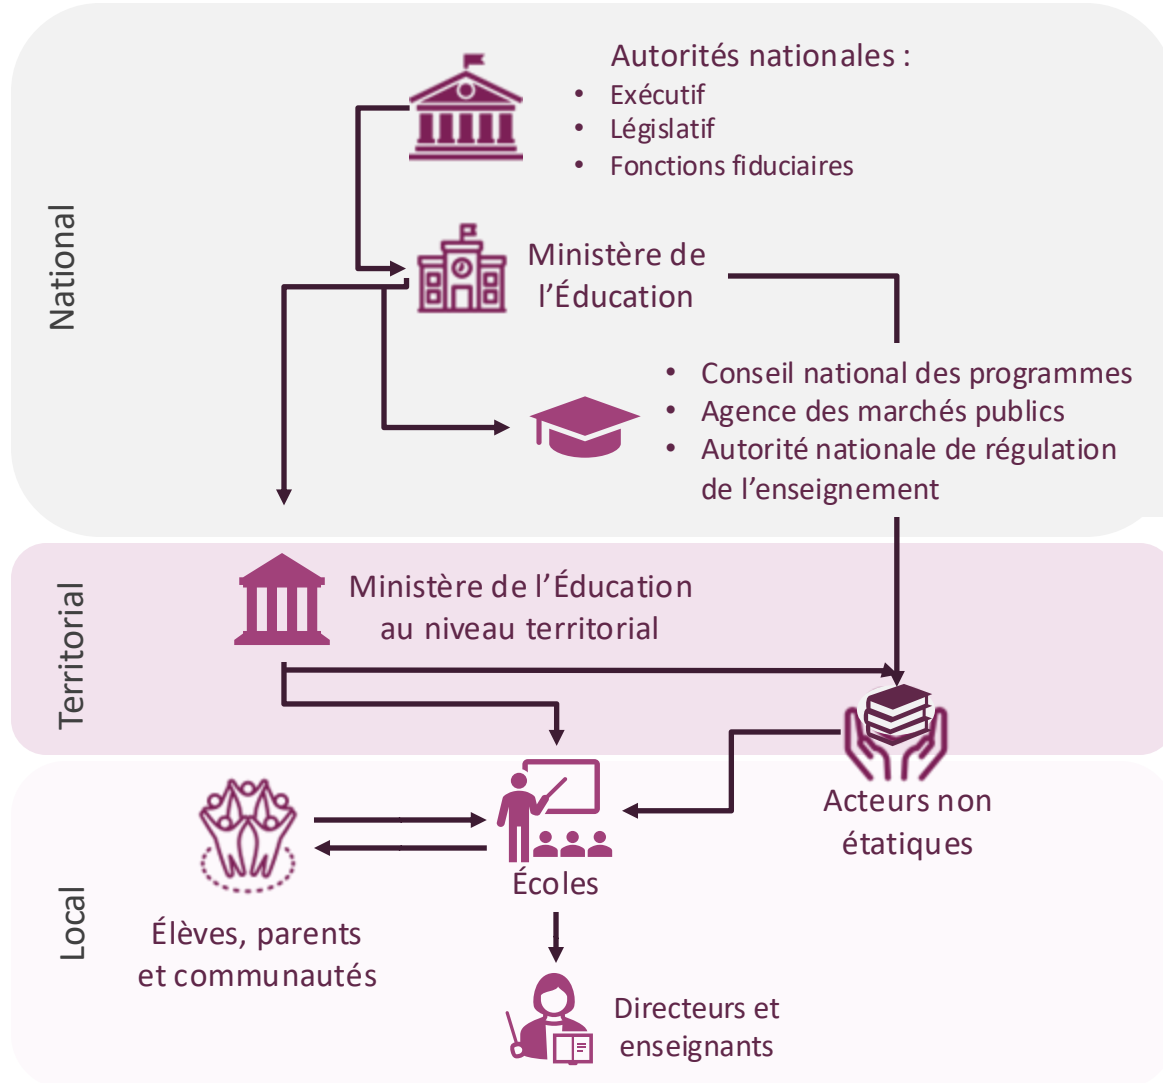 National
Autorités nationales :
• Exécutif
• Législatif
• Fonctions fiduciaires
Ministère de
l’Éducation
• Conseil national des programmes
• Agence des marchés publics
• Autorité nationale de régulation
de l’enseignement
Territorial
Ministère de l’Éducation
au niveau territorial
Acteurs non
étatiques
Local
Écoles
Élèves, parents
et communautés
Directeurs et
enseignants